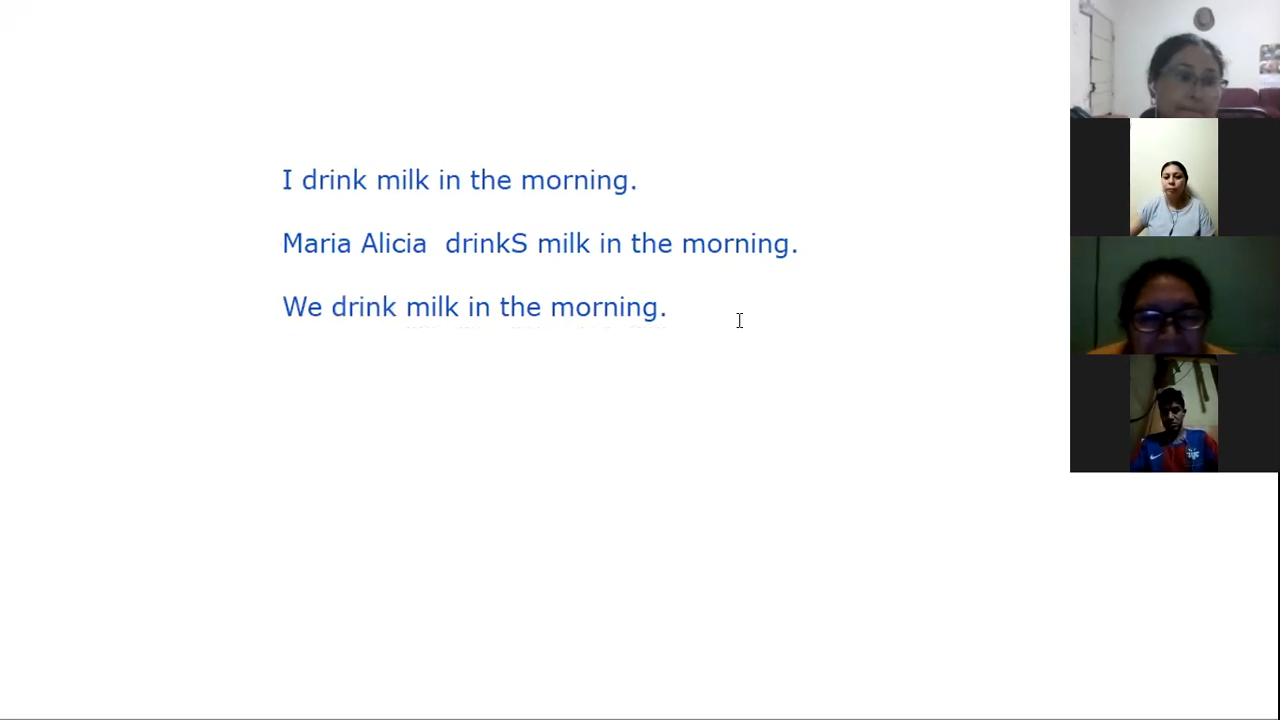 I drink milk in the morning.
Maria Alicia  drinkS milk in the morning.
We drink milk in the morning.